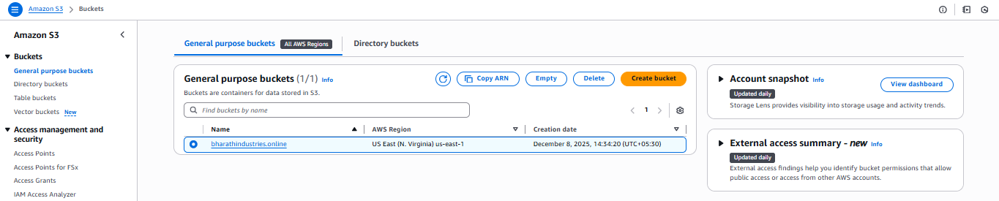 Amazon S3 > Buckets
Amazon S3
Buckets
General purpose buckets
Directory buckets
Table buckets
Vector buckets New
Access management and
security
Access Points
Access Points for FSx
Access Grants
IAM Access Analyzer
General purpose buckets All AWS Regions Directory buckets
General purpose buckets (1/1) Info
Copy ARN Empty Delete Create bucket
Buckets are containers for data stored in S3.
Find buckets by name
1
Name AWS Region Creation date
bharathindustries.online US East (N. Virginia) us-east-1 December 8, 2025, 14:34:20 (UTC+05:30)
Account snapshot Info
View dashboard
Updated daily
Storage Lens provides visibility into storage usage and activity trends.
External access summary - new Info
Updated daily
External access findings help you identify bucket permissions that allow
public access or access from other AWS accounts.